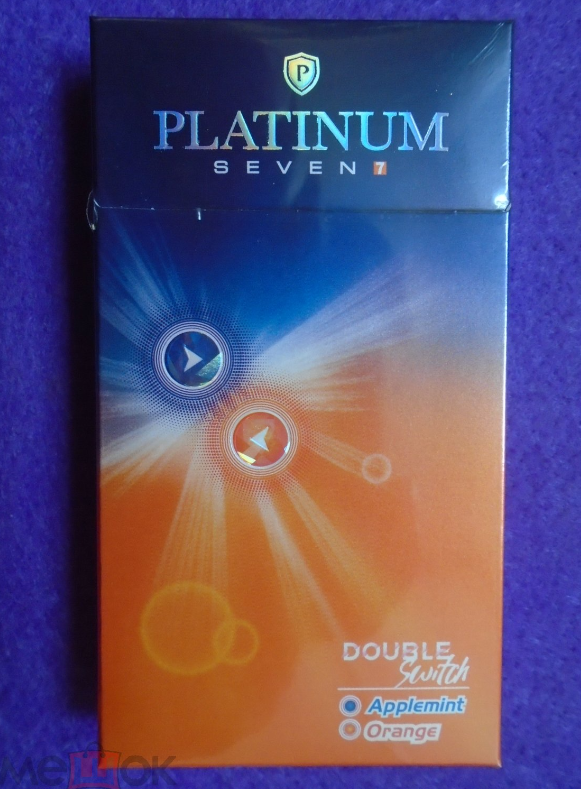 P
PLATINUM
SEVEN 7
DOUBLE
Switch
Applemint
Orange